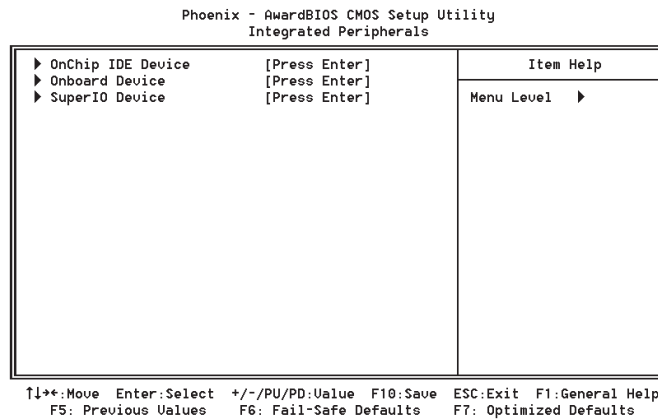 Phoenix - AwardBIOS CMOS Setup Utility
Integrated Peripherals
▶ OnChip IDE Device [Press Enter]
▶ Onboard Device [Press Enter]
▶ SuperIO Device [Press Enter]
Item Help
Menu Level ▶
↑↓→←:Move Enter:Select +/-/PU/PD:Value F10:Save ESC:Exit F1:General Help
F5: Previous Values F6: Fail-Safe Defaults F7: Optimized Defaults